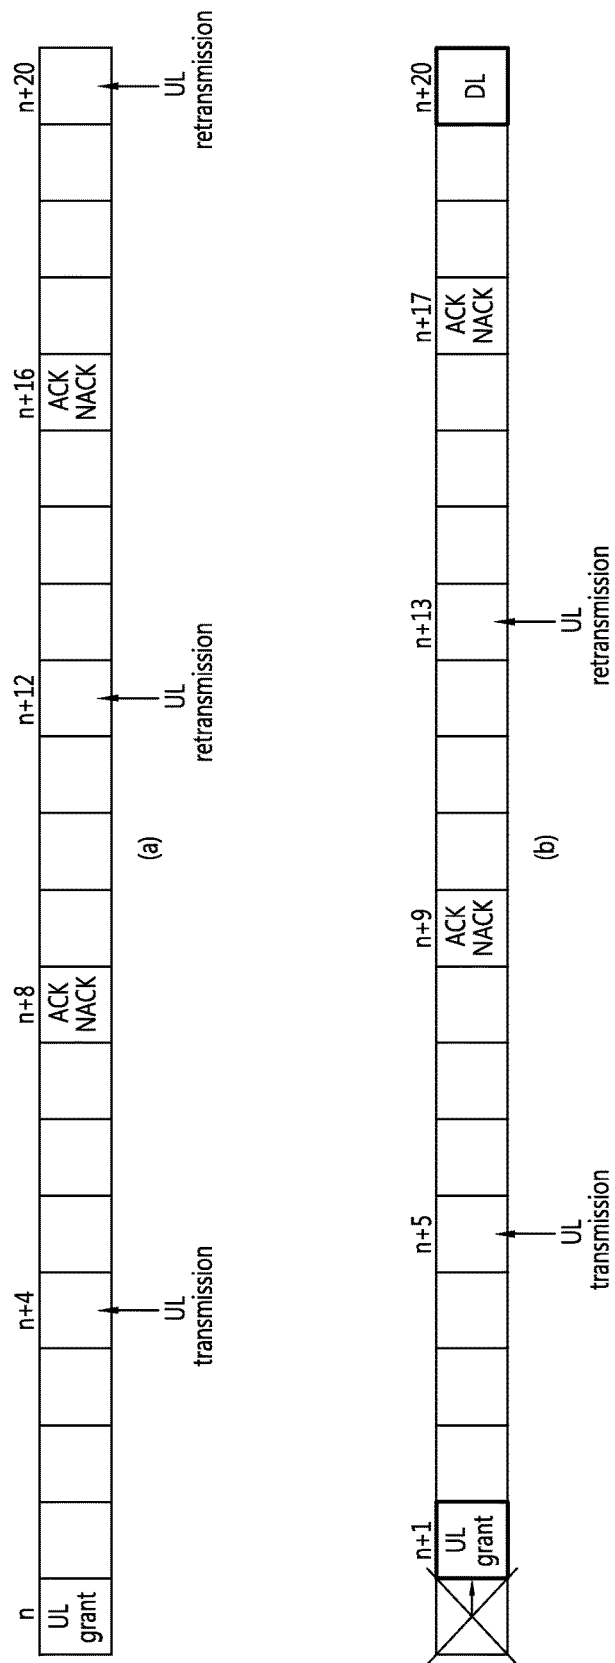 n
n+4
n+8
n+12
n+16
n+20
UL
grant
ACK
NACK
ACK
NACK
UL
transmission
UL
retransmission
UL
retransmission
(a)
n+1
n+5
n+9
n+13
n+17
n+20
UL
grant
ACK
NACK
ACK
NACK
DL
UL
transmission
UL
retransmission
(b)